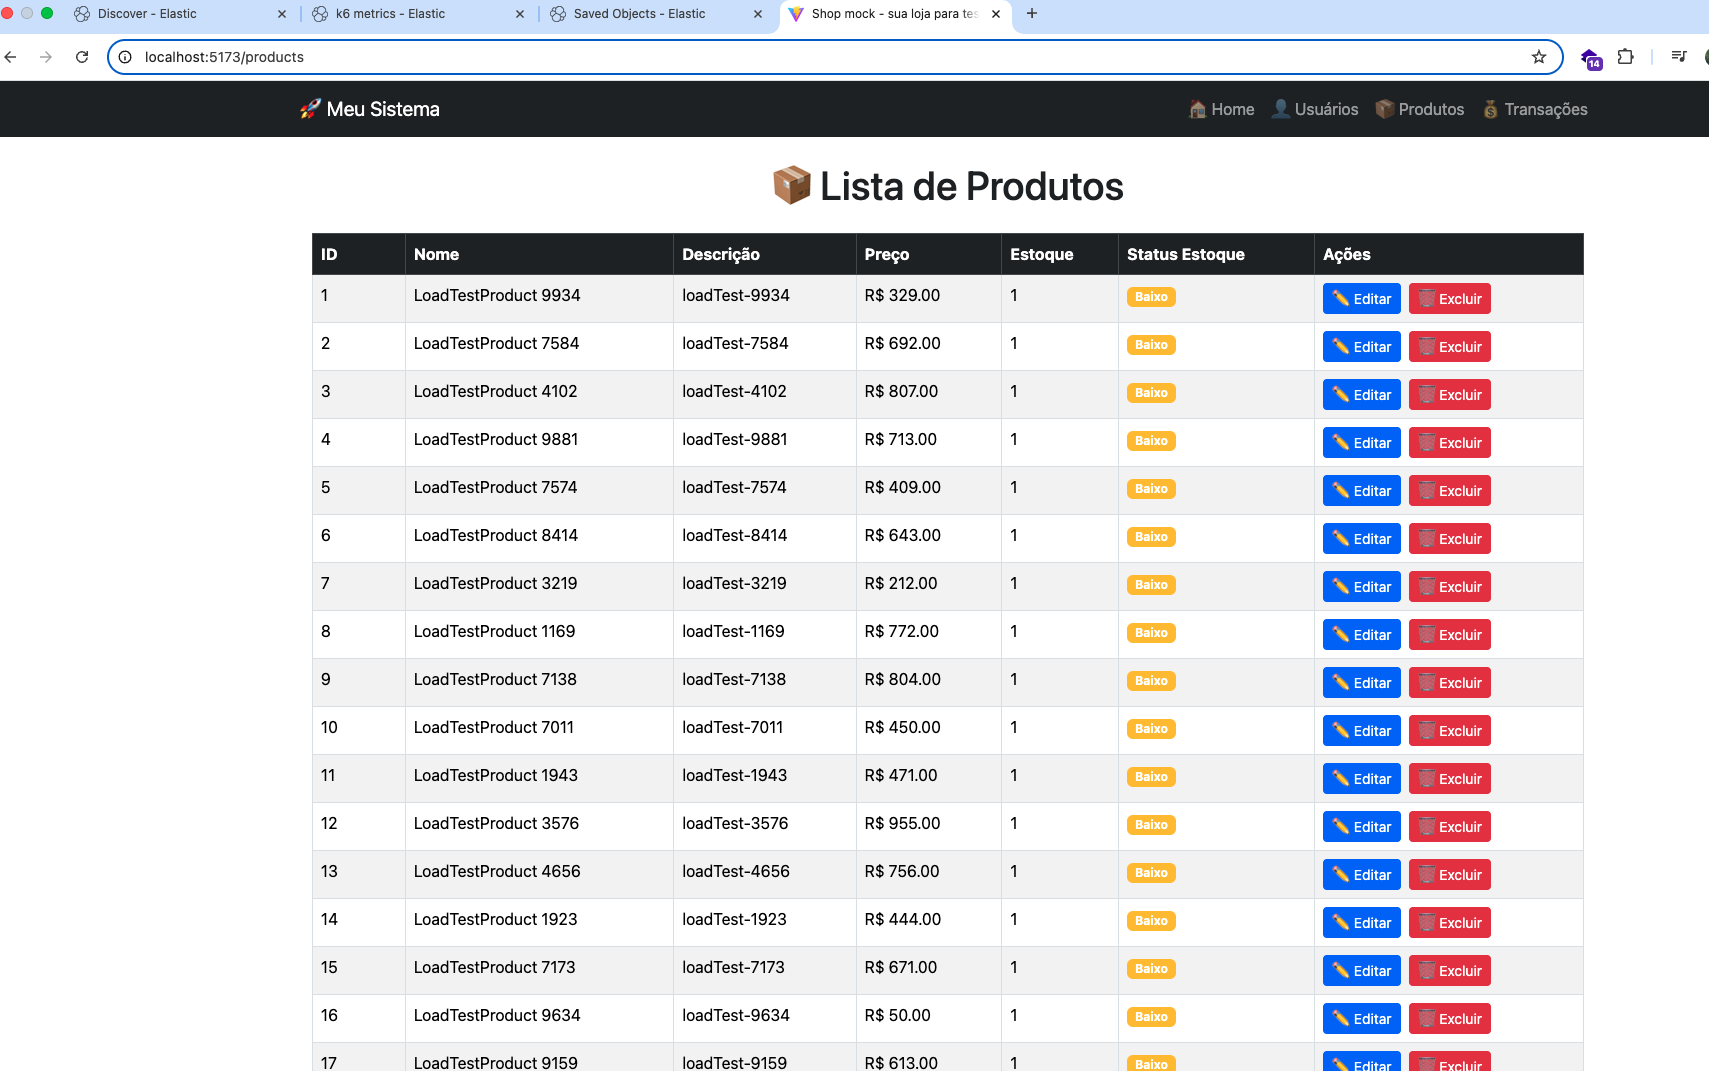 Discover - Elastic
k6 metrics - Elastic
Saved Objects - Elastic
Shop mock - sua loja para tes
localhost:5173/products
14
Meu Sistema
Home Usuários Produtos Transações
Lista de Produtos
ID Nome Descrição Preço Estoque Status Estoque Ações
1 LoadTestProduct 9934 loadTest-9934 R$ 329.00 1 Baixo Editar Excluir
2 LoadTestProduct 7584 loadTest-7584 R$ 692.00 1 Baixo Editar Excluir
3 LoadTestProduct 4102 loadTest-4102 R$ 807.00 1 Baixo Editar Excluir
4 LoadTestProduct 9881 loadTest-9881 R$ 713.00 1 Baixo Editar Excluir
5 LoadTestProduct 7574 loadTest-7574 R$ 409.00 1 Baixo Editar Excluir
6 LoadTestProduct 8414 loadTest-8414 R$ 643.00 1 Baixo Editar Excluir
7 LoadTestProduct 3219 loadTest-3219 R$ 212.00 1 Baixo Editar Excluir
8 LoadTestProduct 1169 loadTest-1169 R$ 772.00 1 Baixo Editar Excluir
9 LoadTestProduct 7138 loadTest-7138 R$ 804.00 1 Baixo Editar Excluir
10 LoadTestProduct 7011 loadTest-7011 R$ 450.00 1 Baixo Editar Excluir
11 LoadTestProduct 1943 loadTest-1943 R$ 471.00 1 Baixo Editar Excluir
12 LoadTestProduct 3576 loadTest-3576 R$ 955.00 1 Baixo Editar Excluir
13 LoadTestProduct 4656 loadTest-4656 R$ 756.00 1 Baixo Editar Excluir
14 LoadTestProduct 1923 loadTest-1923 R$ 444.00 1 Baixo Editar Excluir
15 LoadTestProduct 7173 loadTest-7173 R$ 671.00 1 Baixo Editar Excluir
16 LoadTestProduct 9634 loadTest-9634 R$ 50.00 1 Baixo Editar Excluir
17 LoadTestProduct 9159 loadTest-9159 R$ 613.00 1 Baixo Editar Excluir